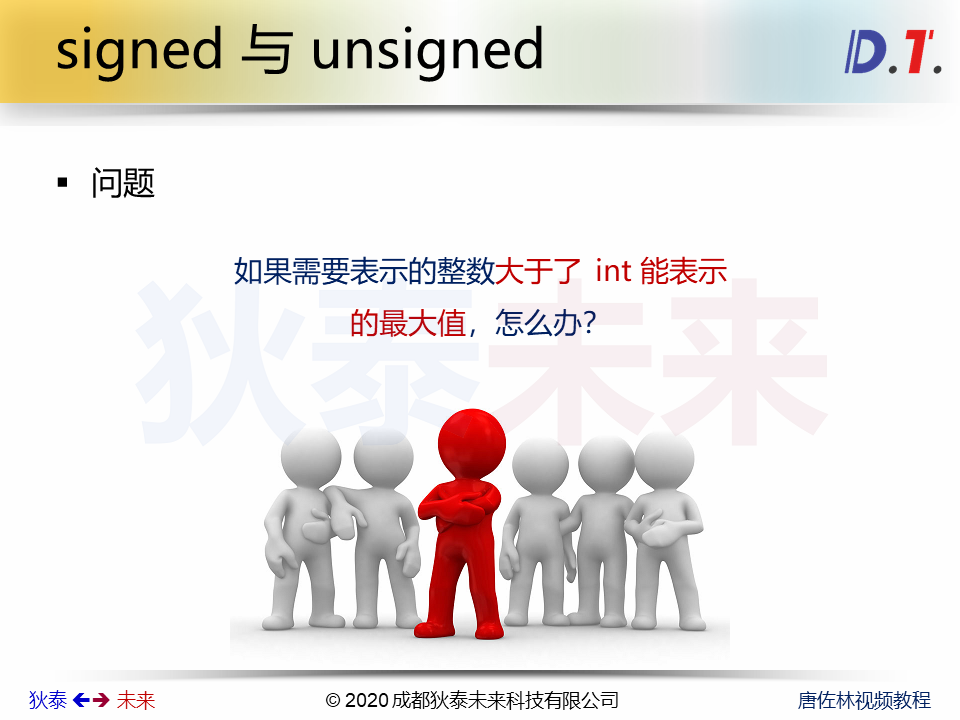 signed 与 unsigned
D.T.
▪ 问题
如果需要表示的整数大于了 int 能表示
的最大值，怎么办?
狄泰未来
狄泰 🡸🡺 未来
© 2020 成都狄泰未来科技有限公司
唐佐林视频教程